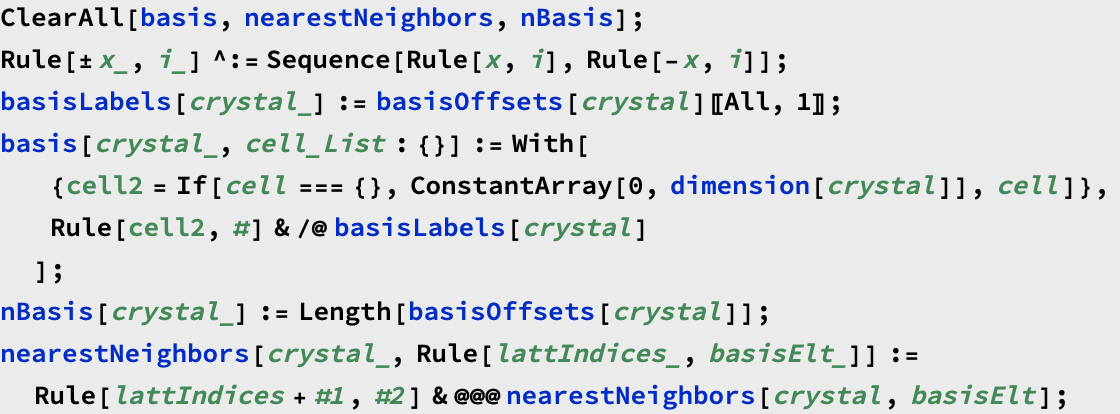 ClearAll[basis, nearestNeighbors, nBasis];
Rule[± x_, i_] ^:= Sequence[Rule[x, i], Rule[-x, i]];
basisLabels[crystal_] := basisOffsets[crystal]〚All, 1〛;
basis[crystal_, cell_List : {}] := With[
{cell2 = If[cell === {}, ConstantArray[0, dimension[crystal]], cell]},
Rule[cell2, #] & /@ basisLabels[crystal]
];
nBasis[crystal_] := Length[basisOffsets[crystal]];
nearestNeighbors[crystal_, Rule[lattIndices_, basisElt_]] :=
Rule[lattIndices + #1, #2] & @@@ nearestNeighbors[crystal, basisElt];